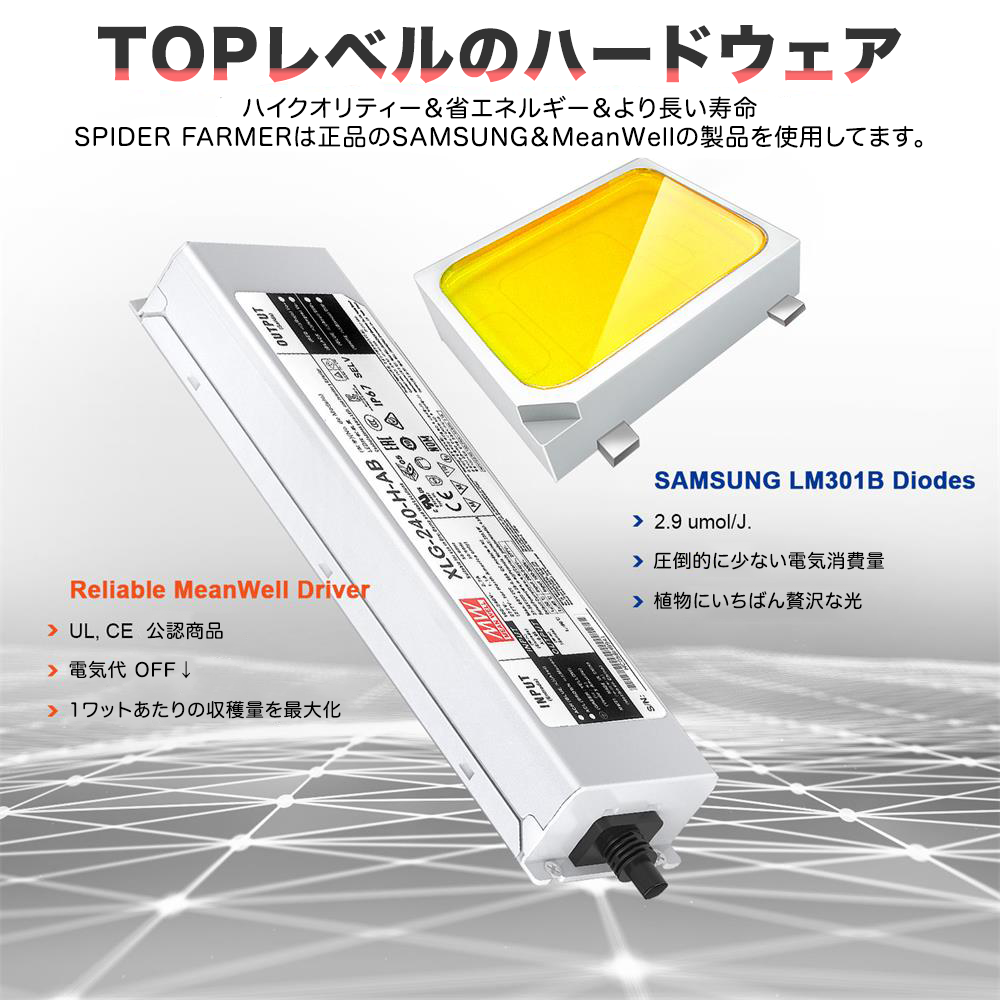 TOPレベルのハードウェア
ハイクオリティー＆省エネルギー＆より長い寿命
SPIDER FARMERは正品のSAMSUNG&MeanWellの製品を使用してます。
SAMSUNG LM301B Diodes
2.9 umol/J.
圧倒的に少ない電気消費量
植物にいちばん贅沢な光
Reliable MeanWell Driver
UL, CE 公認商品
電気代 OFF↓
1ワットあたりの収穫量を最大化
OUTPUT
SELV
IP67
XLG-240-H-AB
MW
MEAN WELL
INPUT
S/N: